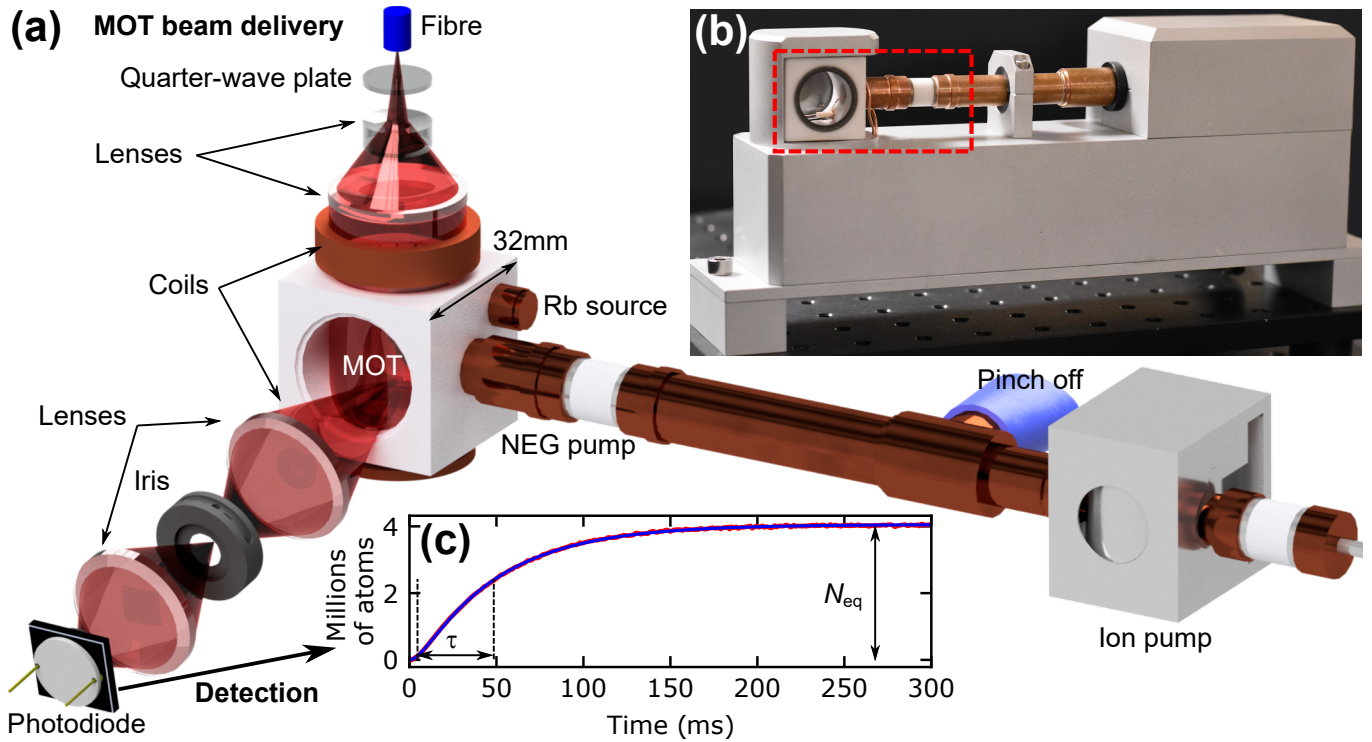 (a) MOT beam delivery
Fibre
Quarter-wave plate
Lenses
Coils
32mm
Rb source
MOT
Lenses
Iris
NEG pump
Pinch off
Ion pump
Photodiode
Detection
(b)
(c)
Millions
of atoms
4
2
0
τ
Neq
0 50 100 150 200 250 300
Time (ms)